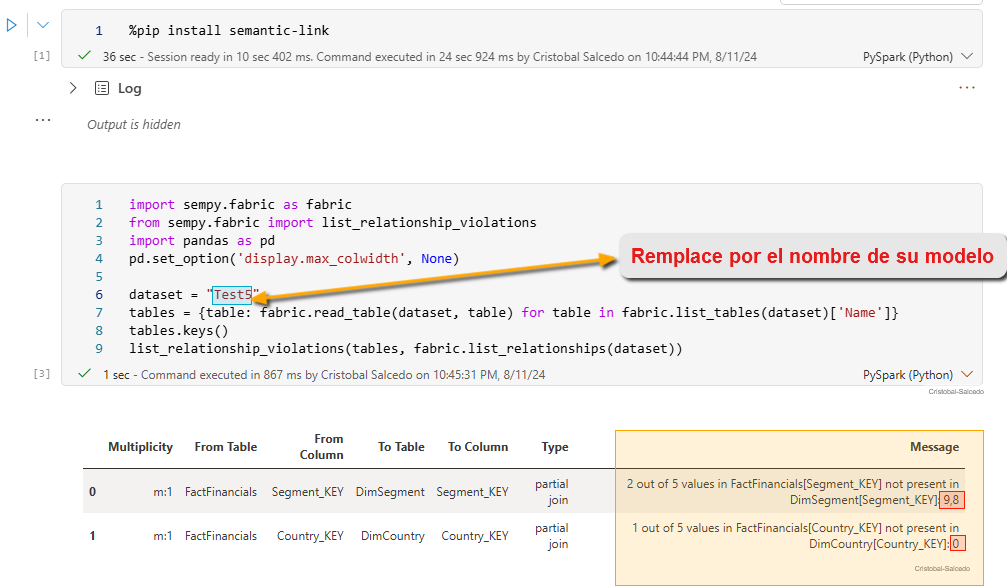 1 %pip install semantic-link
[1] 36 sec - Session ready in 10 sec 402 ms. Command executed in 24 sec 924 ms by Cristobal Salcedo on 10:44:44 PM, 8/11/24 PySpark (Python)
Log
Output is hidden
1 import sempy.fabric as fabric
2 from sempy.fabric import list_relationship_violations
3 import pandas as pd
4 pd.set_option('display.max_colwidth', None)
5
Remplace por el nombre de su modelo
6 dataset = "Test5"
7 tables = {table: fabric.read_table(dataset, table) for table in fabric.list_tables(dataset)['Name']}
8 tables.keys()
9 list_relationship_violations(tables, fabric.list_relationships(dataset))
[3] 1 sec - Command executed in 867 ms by Cristobal Salcedo on 10:45:31 PM, 8/11/24 PySpark (Python)
Cristobal-Salcedo
Multiplicity From Table From Column To Table To Column Type Message
0 m:1 FactFinancials Segment_KEY DimSegment Segment_KEY partial join 2 out of 5 values in FactFinancials[Segment_KEY] not present in
DimSegment[Segment_KEY]: 9,8
1 m:1 FactFinancials Country_KEY DimCountry Country_KEY partial join 1 out of 5 values in FactFinancials[Country_KEY] not present in
DimCountry[Country_KEY]: 0
Cristobal-Salcedo